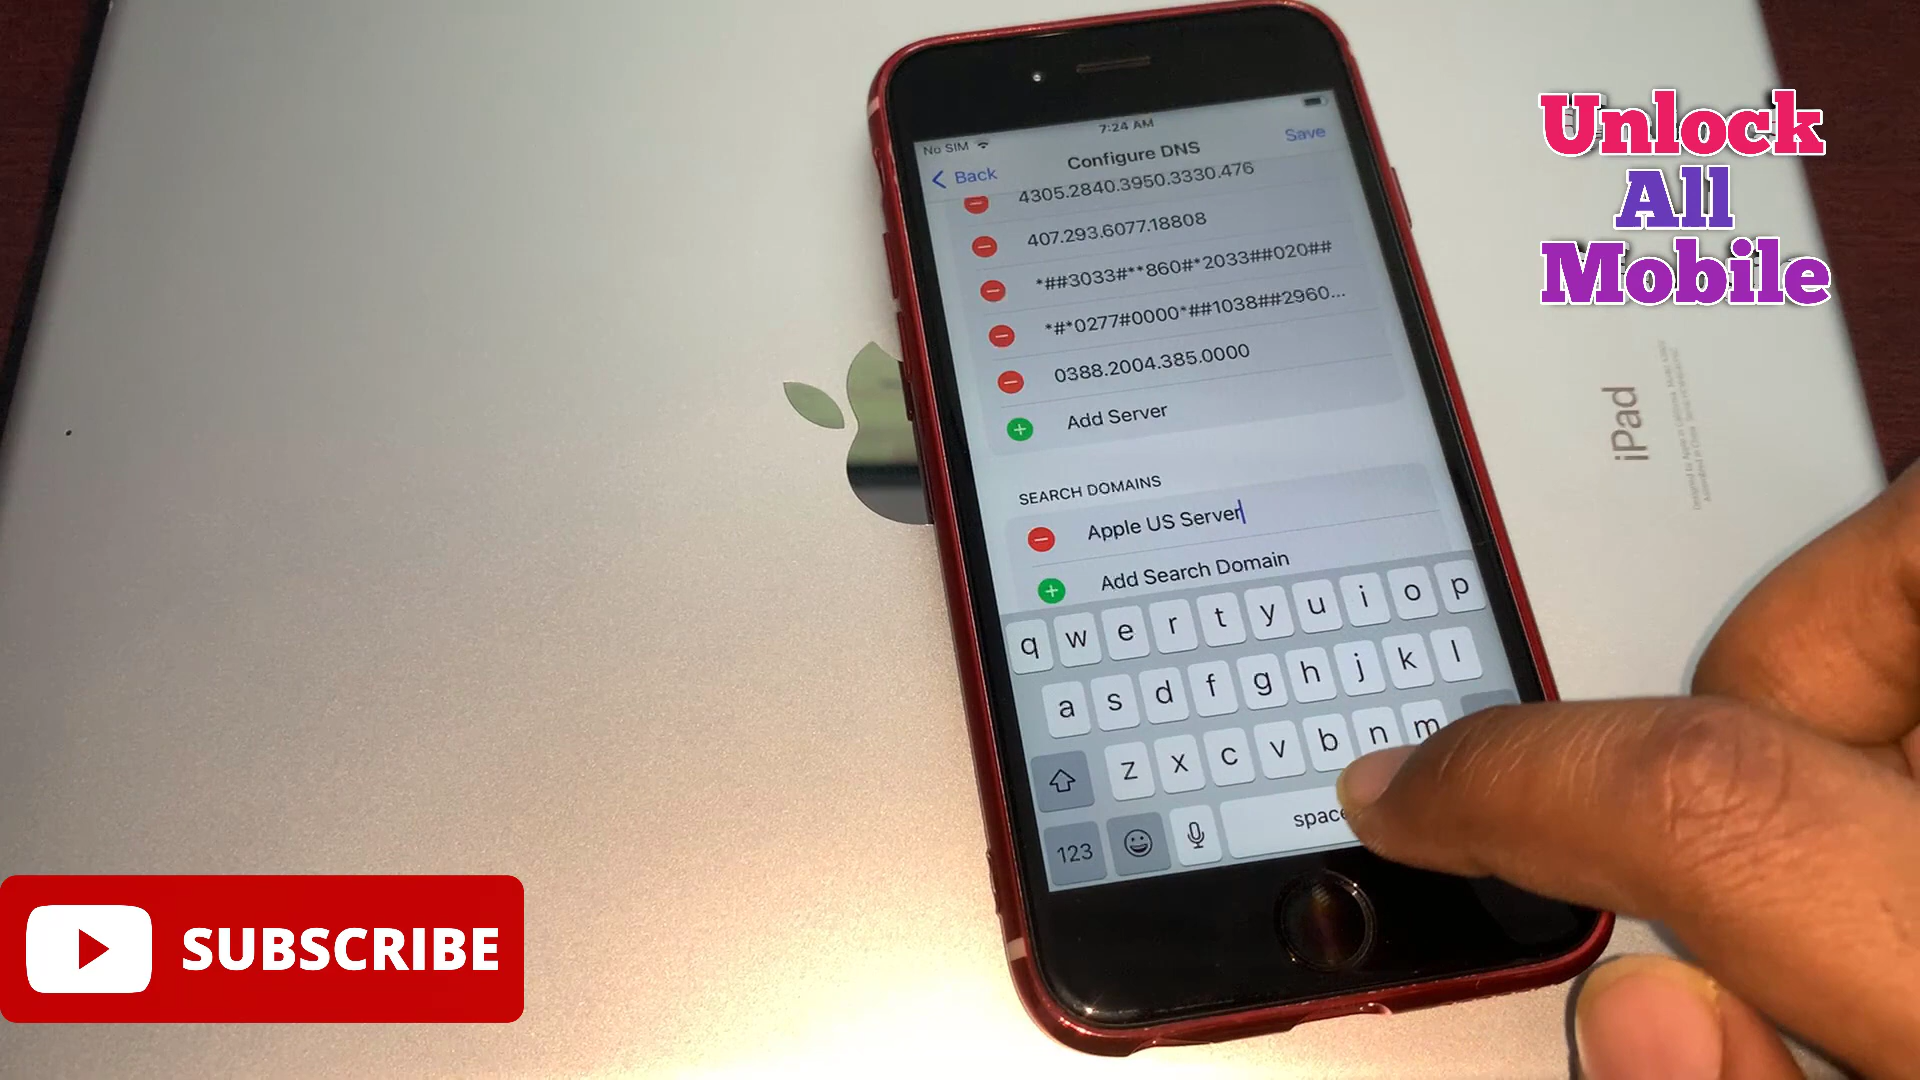 Unlock
All
Mobile
No SIM
7:24 AM
Back
Configure DNS
Save
4305.2840.3950.3330.476
407.293.6077.18808
*##3033#**860#*2033##020##
*#*0277#0000*##1038##2960...
0388.2004.385.0000
Add Server
SEARCH DOMAINS
Apple US Server
Add Search Domain
q w e r t y u i o p
a s d f g h j k l
z x c v b n m
123 space
iPad
SUBSCRIBE